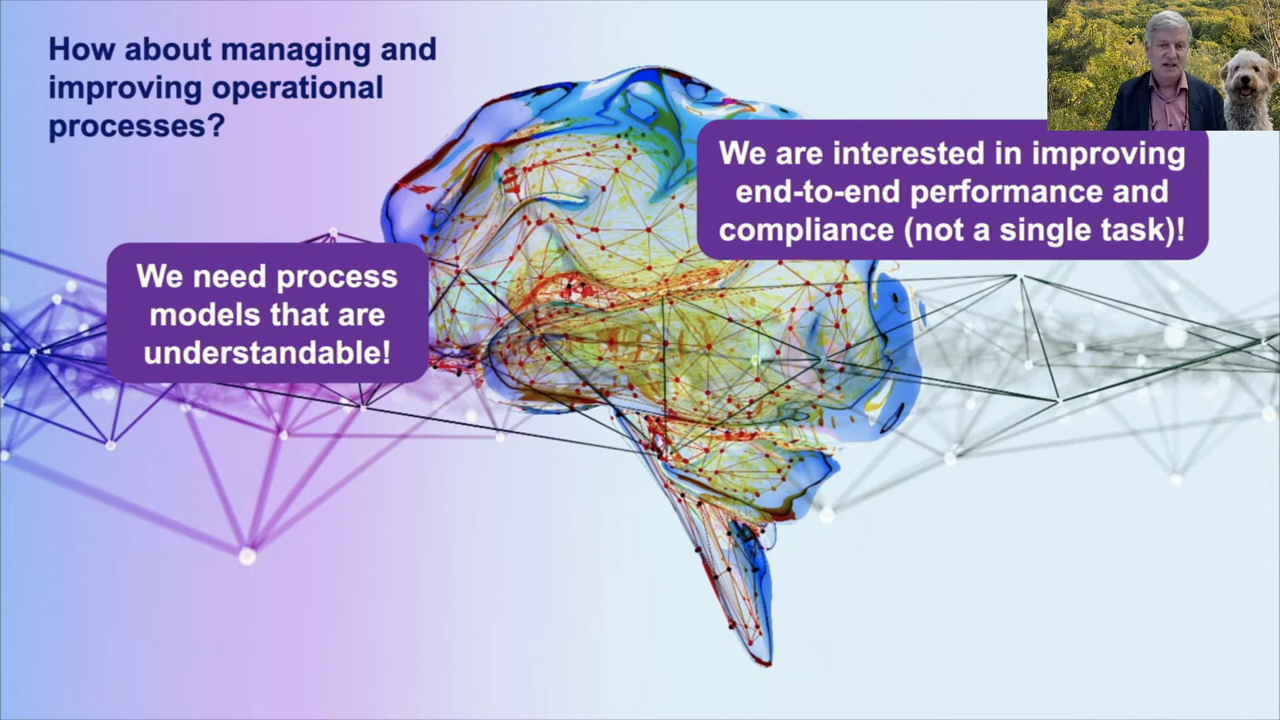 How about managing and
improving operational
processes?
We are interested in improving
end-to-end performance and
compliance (not a single task)!
We need process
models that are
understandable!